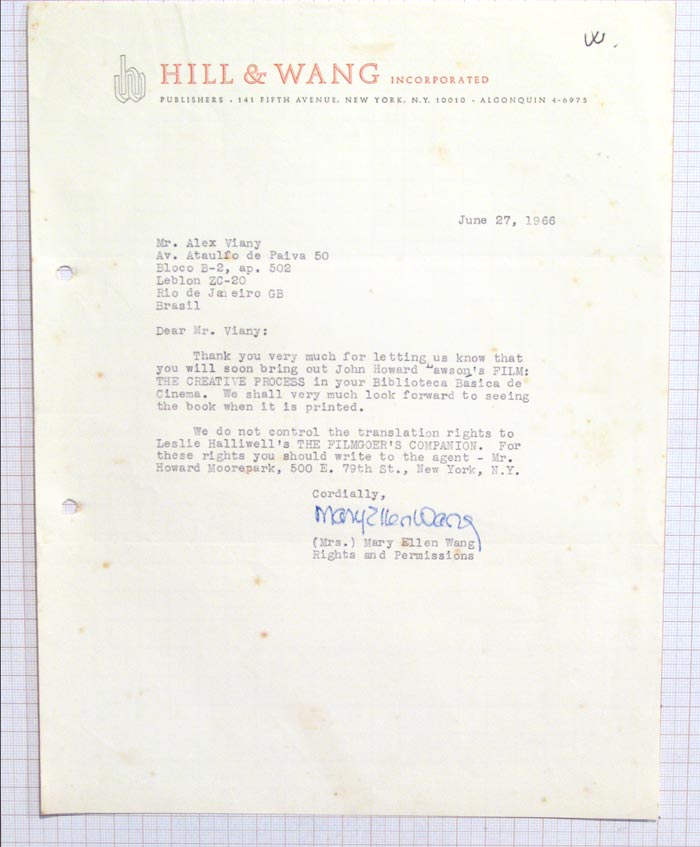 W.
HILL & WANG INCORPORATED
PUBLISHERS • 141 FIFTH AVENUE, NEW YORK, N.Y. 10010 • ALGONQUIN 4-6975
June 27, 1966
Mr. Alex Viany
Av. Ataulfo de Paiva 50
Bloco B-2, ap. 502
Leblon ZC-20
Rio de Janeiro GB
Brasil
Dear Mr. Viany:
Thank you very much for letting us know that
you will soon bring out John Howard "awson's FILM:
THE CREATIVE PROCESS in your Biblioteca Basica de
Cinema. We shall very much look forward to seeing
the book when it is printed.
We do not control the translation rights to
Leslie Halliwell's THE FILMGOER'S COMPANION. For
these rights you should write to the agent - Mr.
Howard Moorepark, 500 E. 79th St., New York, N.Y.
Cordially,
Mary Ellen Wang
(Mrs.) Mary Ellen Wang
Rights and Permissions